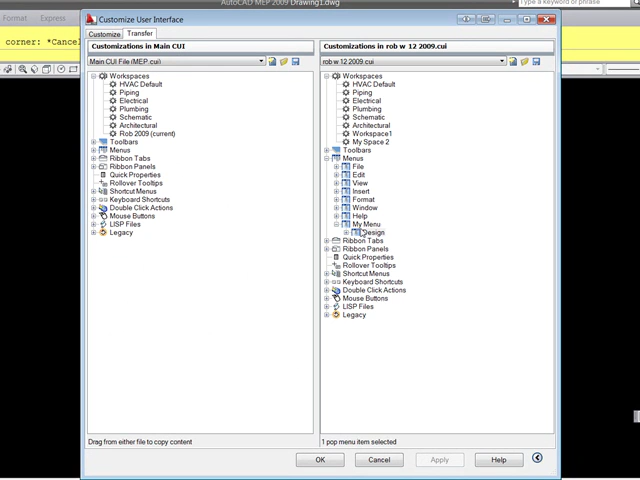 AutoCAD MEP 2009 Drawing1.dwg
Type a keyword or phrase
Format Express
Customize User Interface
corner: *Cancel
Customize Transfer
Customizations in Main CUI
Main CUI File (MEP.cui)
Workspaces
HVAC Default
Piping
Electrical
Plumbing
Schematic
Architectural
Rob 2009 (current)
Toolbars
Menus
Ribbon Tabs
Ribbon Panels
Quick Properties
Rollover Tooltips
Shortcut Menus
Keyboard Shortcuts
Double Click Actions
Mouse Buttons
LISP Files
Legacy
Drag from either file to copy content
Customizations in rob w 12 2009.cui
rob w 12 2009.cui
Workspaces
HVAC Default
Piping
Electrical
Plumbing
Schematic
Architectural
Workspace1
My Space 2
Toolbars
Menus
File
Edit
View
Insert
Format
Window
Help
My Menu
Design
Ribbon Tabs
Ribbon Panels
Quick Properties
Rollover Tooltips
Shortcut Menus
Keyboard Shortcuts
Double Click Actions
Mouse Buttons
LISP Files
Legacy
1 pop menu item selected
OK Cancel Apply Help